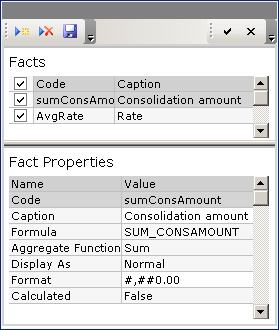 Facts
Code Caption
sumConsAmo Consolidation amount
AvgRate Rate
Fact Properties
Name Value
Code sumConsAmount
Caption Consolidation amount
Formula SUM_CONSAMOUNT
Aggregate Function Sum
Display As Normal
Format #,##0.00
Calculated False